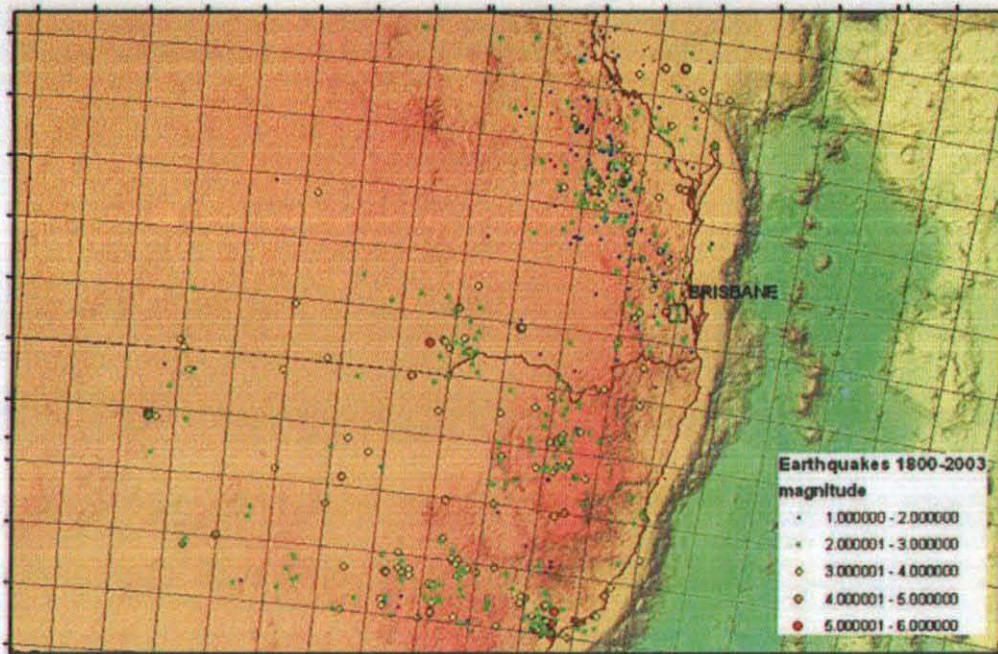 BRISBANE
Earthquakes 1800-2003
magnitude
1.000000 - 2.000000
2.000001 - 3.000000
3.000001 - 4.000000
4.000001 - 5.000000
5.000001 - 6.000000